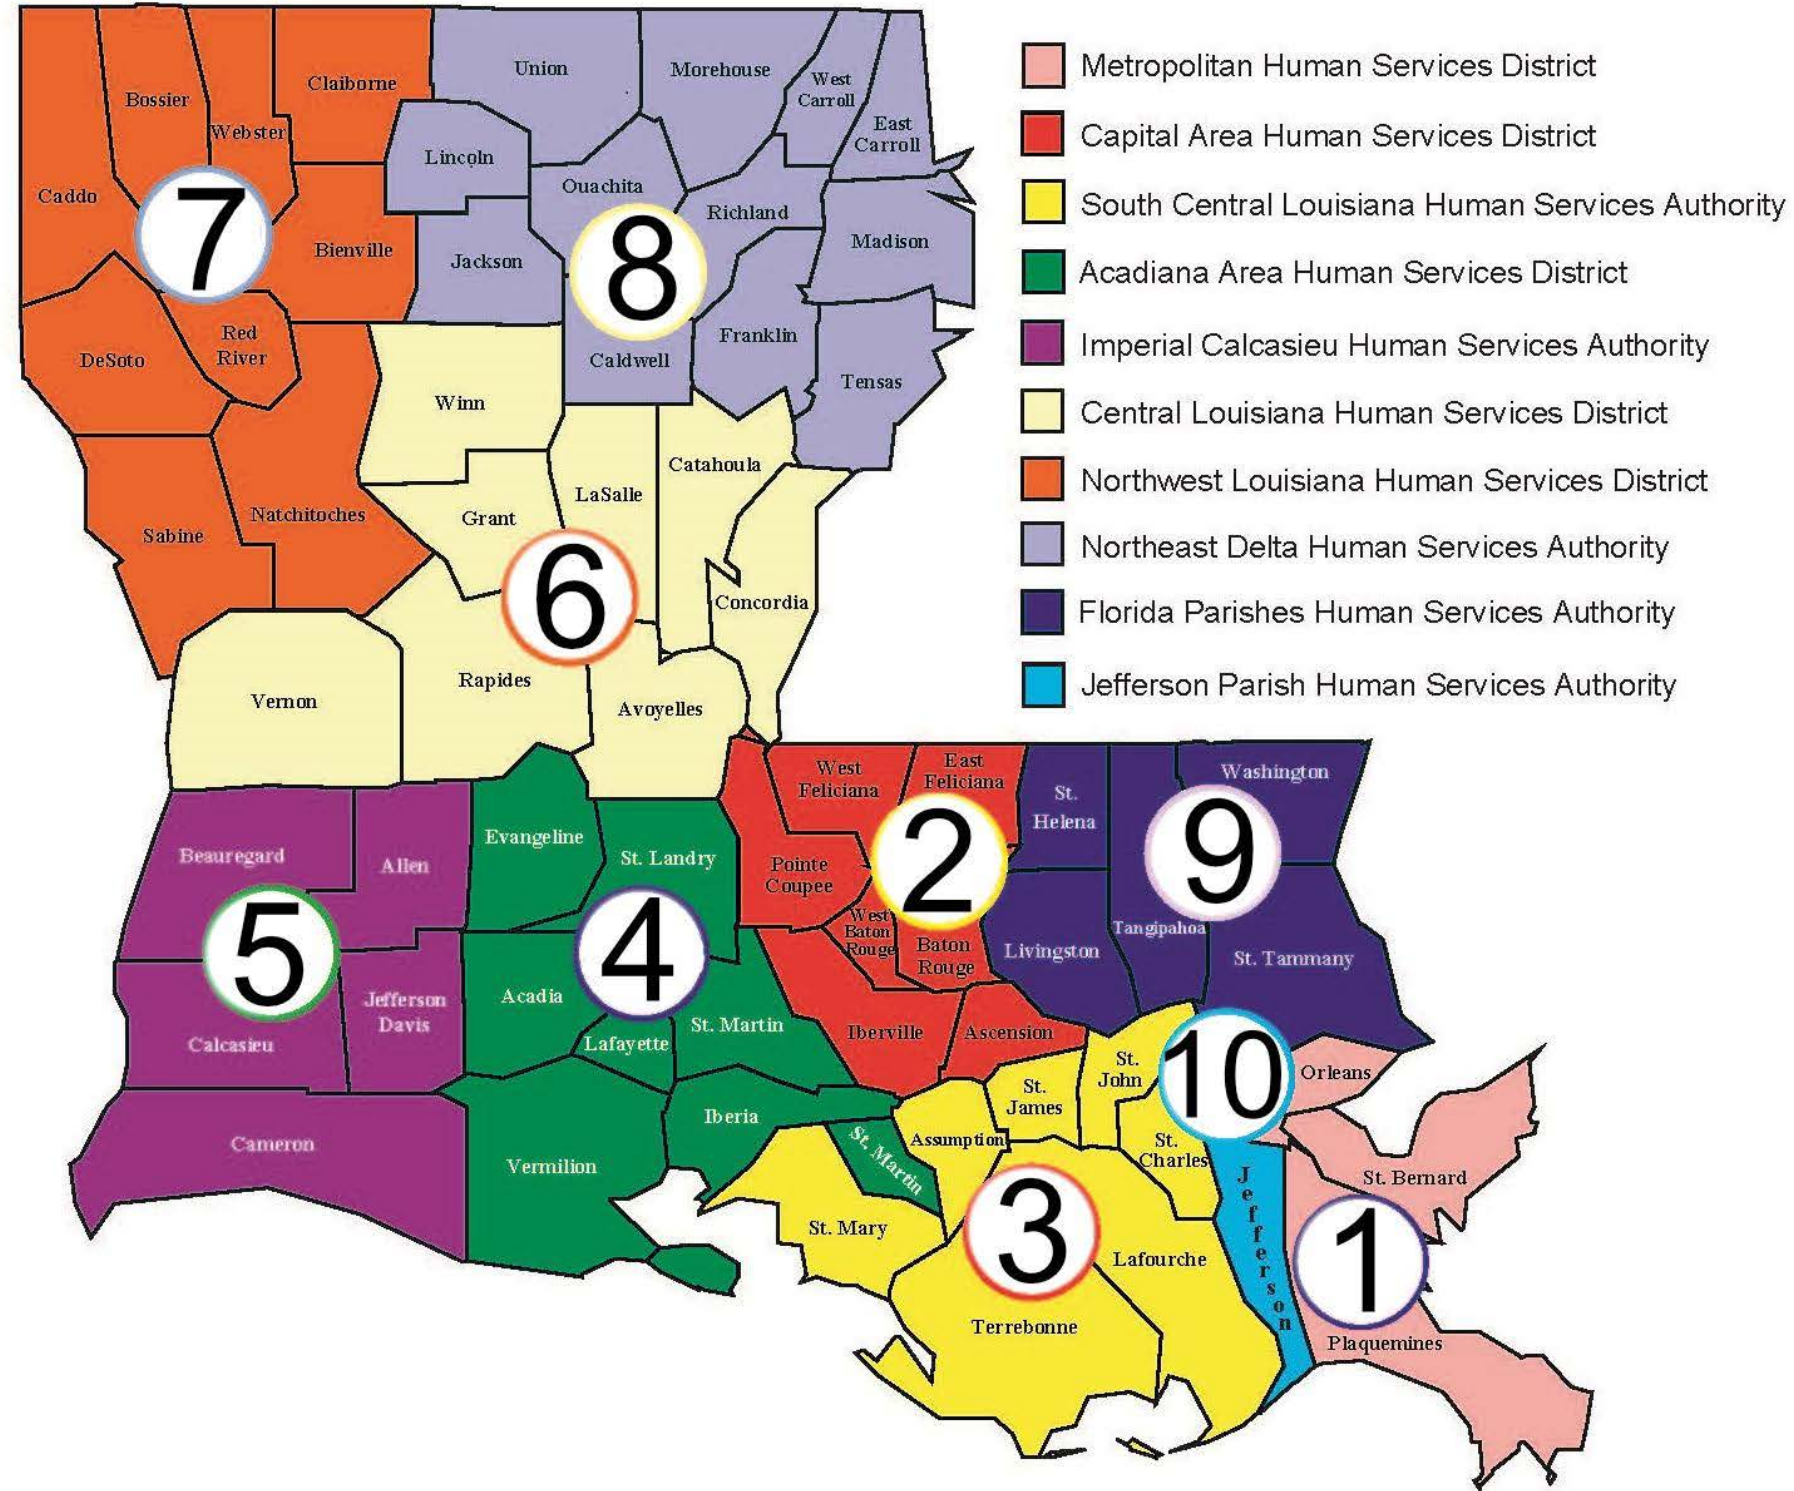 Union
Morehouse
West
Carroll
East
Carroll
Claiborne
Bossier
Webster
Lincoln
Caddo
Ouachita
Richland
Madison
7
8
Bienville
Jackson
Red
River
DeSoto
Caldwell
Franklin
Tensas
Winn
Catahoula
LaSalle
Grant
Natchitoches
Sabine
6
Concordia
Rapides
Vernon
Avoyelles
Metropolitan Human Services District
Capital Area Human Services District
South Central Louisiana Human Services Authority
Acadiana Area Human Services District
Imperial Calcasieu Human Services Authority
Central Louisiana Human Services District
Northwest Louisiana Human Services District
Northeast Delta Human Services Authority
Florida Parishes Human Services Authority
Jefferson Parish Human Services Authority
West
Feliciana
East
Feliciana
St.
Helena
Washington
Evangeline
St. Landry
Beauregard
Allen
Pointe
Coupee
2
9
West
Baton
Rouge
Baton
Rouge
Livingston
Tangipahoa
St. Tammany
5
4
Acadia
Jefferson
Davis
St. Martin
Calcasieu
Lafayette
Iberville
Ascension
St.
John
10
Orleans
St.
James
Cameron
Iberia
Vermilion
St. Martin
Assumption
St.
Charles
Jefferson
St. Bernard
St. Mary
3
Lafourche
1
Terrebonne
Plaquemines